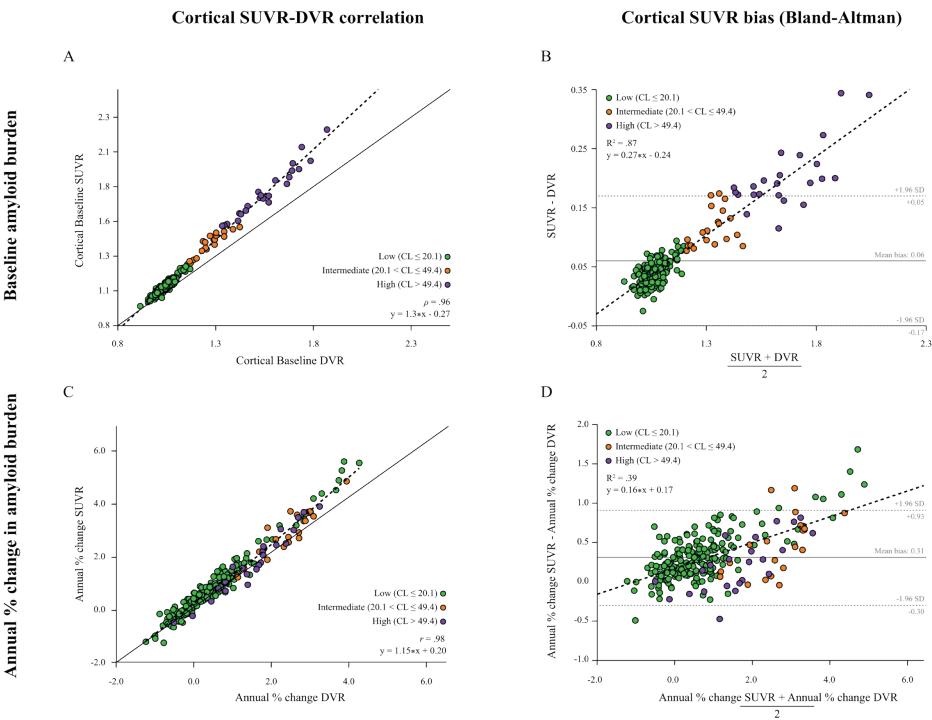 Cortical SUVR-DVR correlation
Cortical SUVR bias (Bland-Altman)
Baseline amyloid burden
A
Cortical Baseline SUVR
2.3
2.1
1.8
1.6
1.3
1.1
0.8
Low (CL ≤ 20.1)
Intermediate (20.1 < CL ≤ 49.4)
High (CL > 49.4)
ρ = .96
y = 1.3*x - 0.27
0.8
1.3
1.8
2.3
Cortical Baseline DVR
B
SUVR - DVR
0.35
0.25
0.15
0.05
-0.05
Low (CL ≤ 20.1)
Intermediate (20.1 < CL ≤ 49.4)
High (CL > 49.4)
R² = .87
y = 0.27*x - 0.24
+1.96 SD
+0.05
Mean bias: 0.06
-1.96 SD
-0.17
0.8
1.3
1.8
2.3
SUVR + DVR
2
Annual % change in amyloid burden
C
Annual % change SUVR
6.0
4.0
2.0
0.0
-2.0
Low (CL ≤ 20.1)
Intermediate (20.1 < CL ≤ 49.4)
High (CL > 49.4)
r = .98
y = 1.15*x + 0.20
-2.0
0.0
2.0
4.0
6.0
Annual % change DVR
D
Annual % change SUVR - Annual % change DVR
2.0
1.5
1.0
0.5
0.0
-0.5
-1.0
Low (CL ≤ 20.1)
Intermediate (20.1 < CL ≤ 49.4)
High (CL > 49.4)
R² = .39
y = 0.16*x + 0.17
+1.96 SD
+0.93
Mean bias: 0.31
-1.96 SD
-0.30
-2.0
0.0
2.0
4.0
6.0
Annual % change SUVR + Annual % change DVR
2